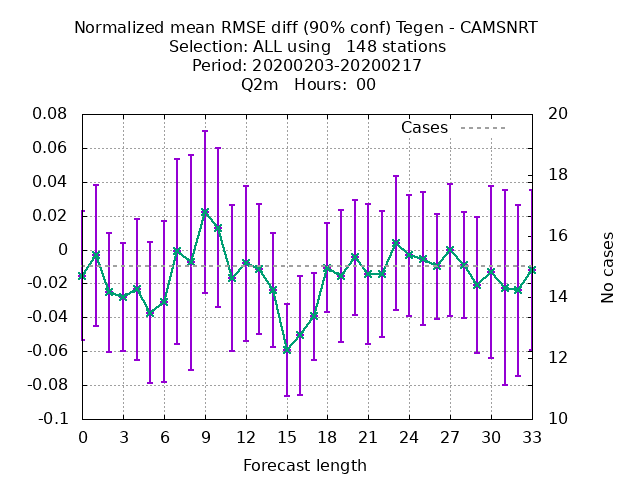 Normalized mean RMSE diff (90% conf) Tegen - CAMSNRT
Selection: ALL using   148 stations
Period: 20200203-20200217
Q2m   Hours:  00
Cases
0.08
0.06
0.04
0.02
0
-0.02
-0.04
-0.06
-0.08
-0.1
20
18
16
14
12
10
No cases
0 3 6 9 12 15 18 21 24 27 30 33
Forecast length